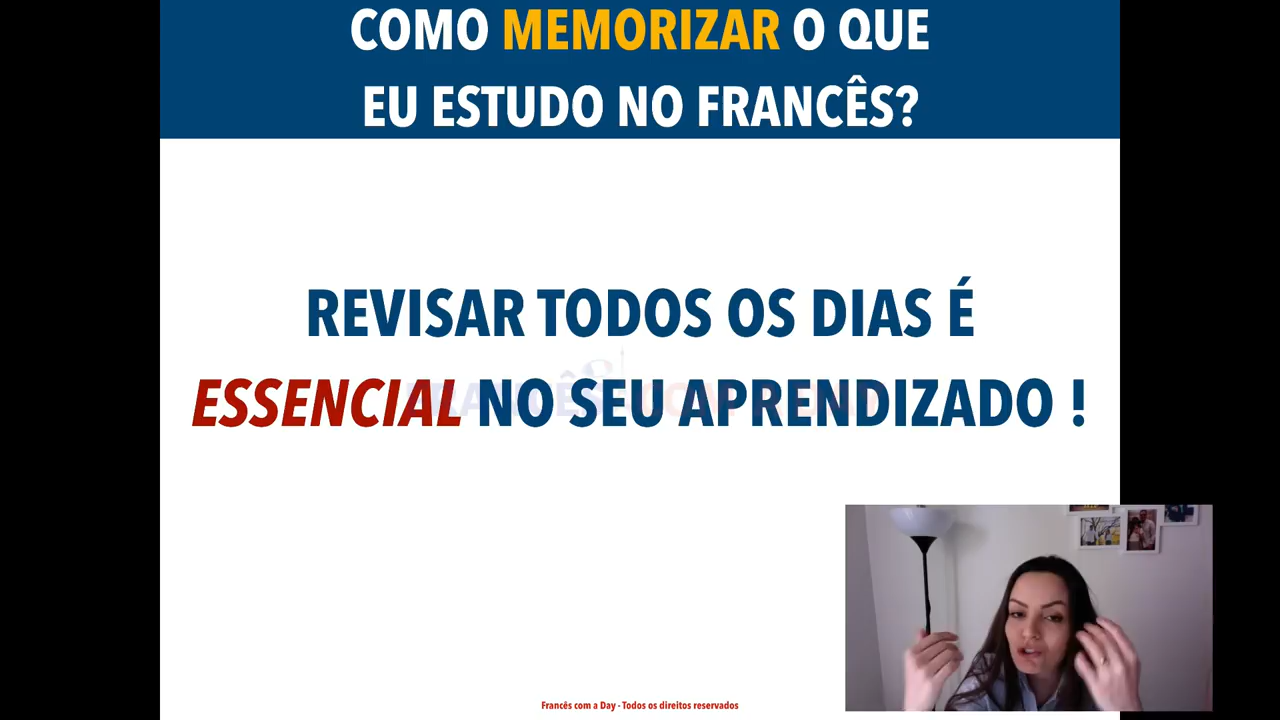 COMO MEMORIZAR O QUE
EU ESTUDO NO FRANCÊS?
REVISAR TODOS OS DIAS É
ESSENCIAL NO SEU APRENDIZADO !
Francês com a Day - Todos os direitos reservados